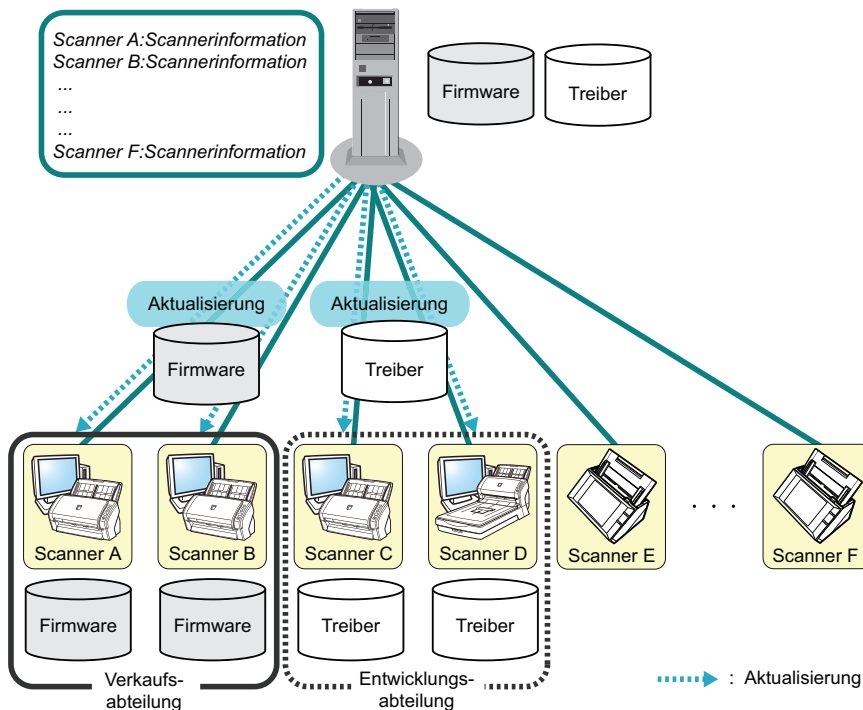 Scanner A:Scannerinformation
Scanner B:Scannerinformation
...
...
...
Scanner F:Scannerinformation
Firmware
Treiber
Aktualisierung
Aktualisierung
Firmware
Treiber
Scanner A
Scanner B
Scanner C
Scanner D
Scanner E
. . .
Scanner F
Firmware
Firmware
Treiber
Treiber
Verkaufs-
abteilung
Entwicklungs-
abteilung
: Aktualisierung